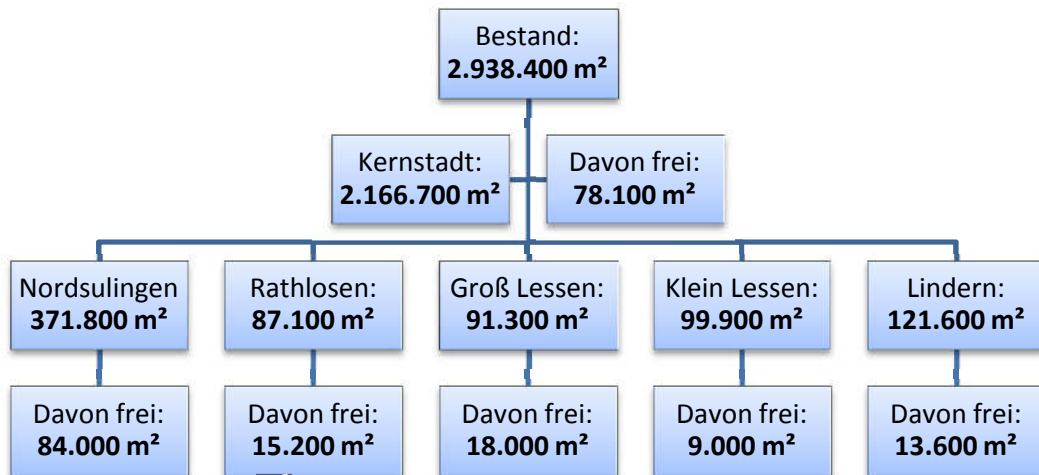 Bestand:
2.938.400 m²
Kernstadt:
2.166.700 m²
Davon frei:
78.100 m²
Nordsulingen
371.800 m²
Rathlosen:
87.100 m²
Groß Lessen:
91.300 m²
Klein Lessen:
99.900 m²
Lindern:
121.600 m²
Davon frei:
84.000 m²
Davon frei:
15.200 m²
Davon frei:
18.000 m²
Davon frei:
9.000 m²
Davon frei:
13.600 m²